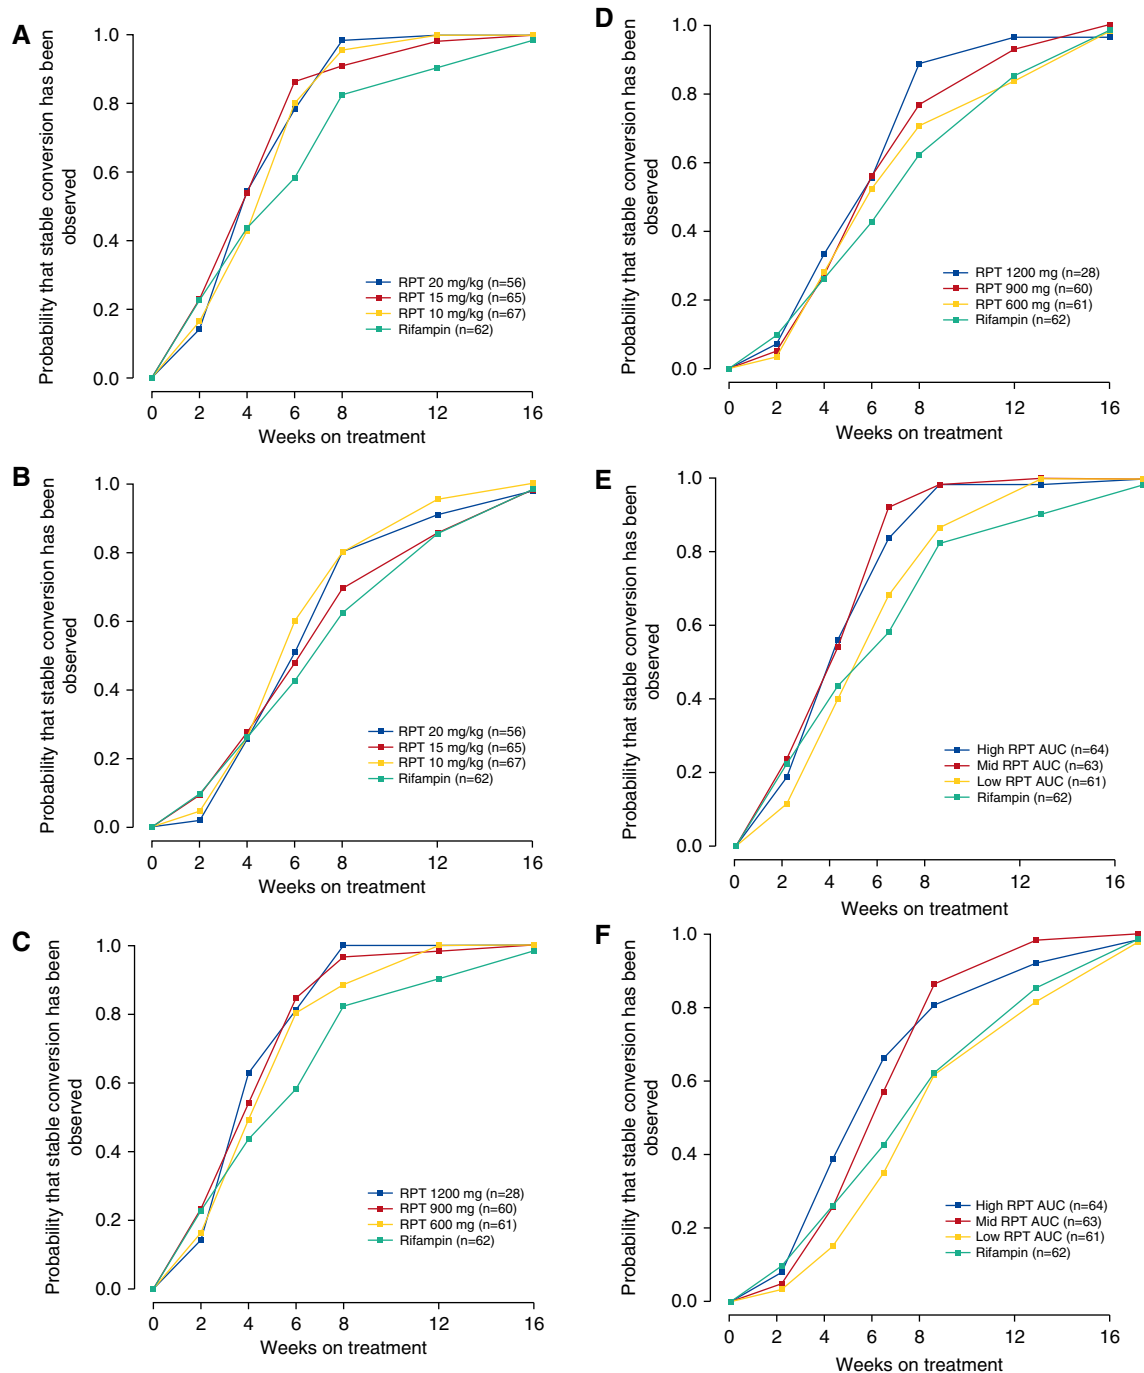 A
Probability that stable conversion has been
observed
1.0
0.8
0.6
0.4
0.2
0.0
RPT 20 mg/kg (n=56)
RPT 15 mg/kg (n=65)
RPT 10 mg/kg (n=67)
Rifampin (n=62)
0 2 4 6 8 12 16
Weeks on treatment
B
Probability that stable conversion has been
observed
1.0
0.8
0.6
0.4
0.2
0.0
RPT 20 mg/kg (n=56)
RPT 15 mg/kg (n=65)
RPT 10 mg/kg (n=67)
Rifampin (n=62)
0 2 4 6 8 12 16
Weeks on treatment
C
Probability that stable conversion has been
observed
1.0
0.8
0.6
0.4
0.2
0.0
RPT 1200 mg (n=28)
RPT 900 mg (n=60)
RPT 600 mg (n=61)
Rifampin (n=62)
0 2 4 6 8 12 16
Weeks on treatment
D
Probability that stable conversion has been
observed
1.0
0.8
0.6
0.4
0.2
0.0
RPT 1200 mg (n=28)
RPT 900 mg (n=60)
RPT 600 mg (n=61)
Rifampin (n=62)
0 2 4 6 8 12 16
Weeks on treatment
E
Probability that stable conversion has been
observed
1.0
0.8
0.6
0.4
0.2
0.0
High RPT AUC (n=64)
Mid RPT AUC (n=63)
Low RPT AUC (n=61)
Rifampin (n=62)
0 2 4 6 8 12 16
Weeks on treatment
F
Probability that stable conversion has been
observed
1.0
0.8
0.6
0.4
0.2
0.0
High RPT AUC (n=64)
Mid RPT AUC (n=63)
Low RPT AUC (n=61)
Rifampin (n=62)
0 2 4 6 8 12 16
Weeks on treatment